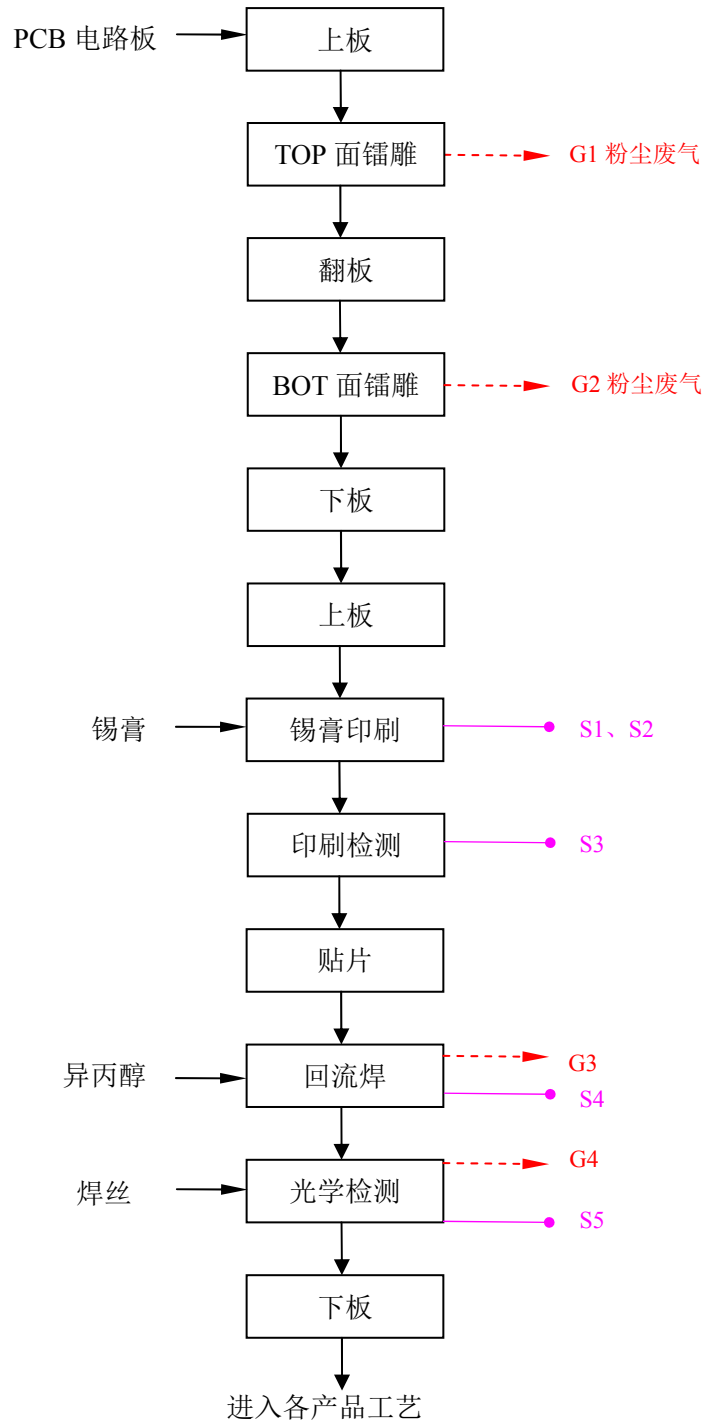 PCB 电路板
上板
TOP 面镭雕
G1 粉尘废气
翻板
BOT 面镭雕
G2 粉尘废气
下板
上板
锡膏
锡膏印刷
S1、S2
印刷检测
S3
贴片
异丙醇
回流焊
G3
S4
焊丝
光学检测
G4
S5
下板
进入各产品工艺